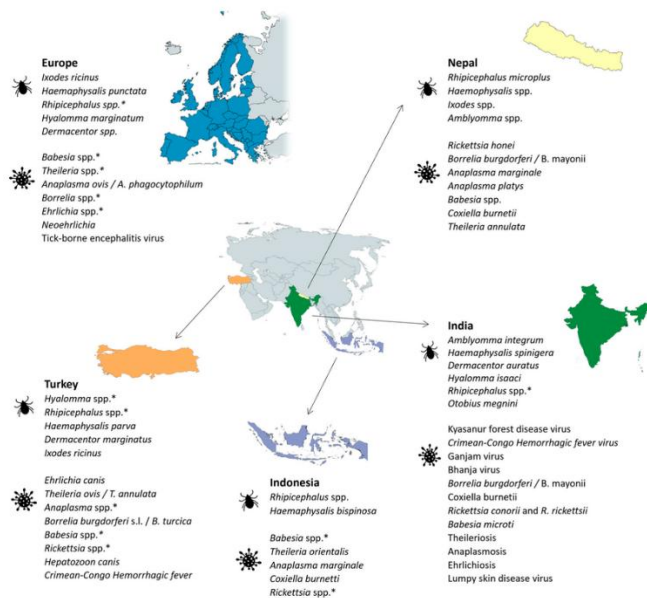 Europe
Ixodes ricinus
Haemaphysalis punctata
Rhipicephalus spp.*
Hyalomma marginatum
Dermacentor spp.
Babesia spp.*
Theileria spp.*
Anaplasma ovis / A. phagocytophilum
Borrelia spp.*
Ehrlichia spp.*
Neoehrlichia
Tick-borne encephalitis virus
Nepal
Rhipicephalus microplus
Haemophysalis spp.
Ixodes spp.
Amblyomma spp.
Rickettsia honei
Borrelia burgdorferi / B. mayonii
Anaplasma marginale
Anaplasma platys
Babesia spp.
Coxiella burnetii
Theileria annulata
Turkey
Hyalomma spp.*
Rhipicephalus spp.*
Haemaphysalis parva
Dermacentor marginatus
Ixodes ricinus
Ehrlichia canis
Theileria ovis / T. annulata
Anaplasma spp.*
Borrelia burgdorferi s.l. / B. turcica
Babesia spp.*
Rickettsia spp.*
Hepatozoon canis
Crimean-Congo Hemorrhagic fever
Indonesia
Rhipicephalus spp.
Haemaphysalis bispinosa
Babesia spp.*
Theileria orientalis
Anaplasma marginale
Coxiella burnetti
Rickettsia spp.*
India
Amblyomma integrum
Haemaphysalis spinigera
Dermacentor auratus
Hyalomma isaaci
Rhipicephalus spp.*
Otobius megnini
Kyasanur forest disease virus
Crimean-Congo Hemorrhagic fever virus
Ganjam virus
Bhanja virus
Borrelia burgdorferi / B. mayonii
Coxiella burnetii
Rickettsia conorii and R. rickettsii
Babesia microti
Theileriosis
Anaplasmosis
Ehrlichiosis
Lumpy skin disease virus